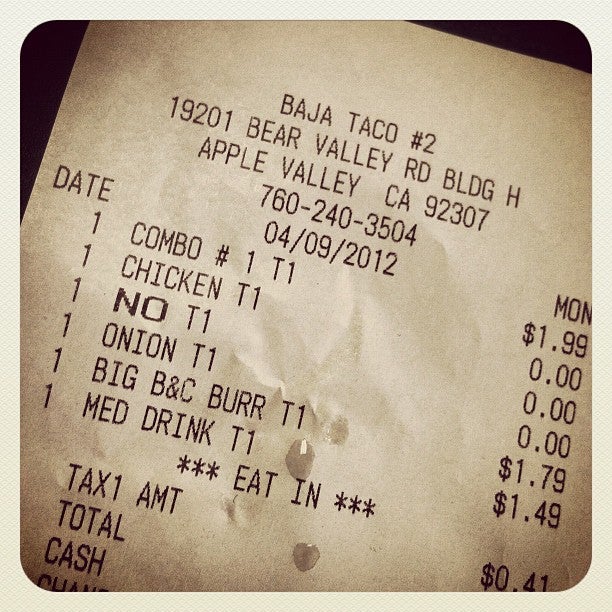 BAJA TACO #2
19201 BEAR VALLEY RD BLDG H
APPLE VALLEY CA 92307
760-240-3504
DATE 04/09/2012 MON
1 COMBO # 1 T1 $1.99
1 CHICKEN T1 0.00
1 NO T1 0.00
1 ONION T1 0.00
1 BIG B&C BURR T1 $1.79
1 MED DRINK T1 $1.49
*** EAT IN ***
TAX1 AMT $0.41
TOTAL
CASH